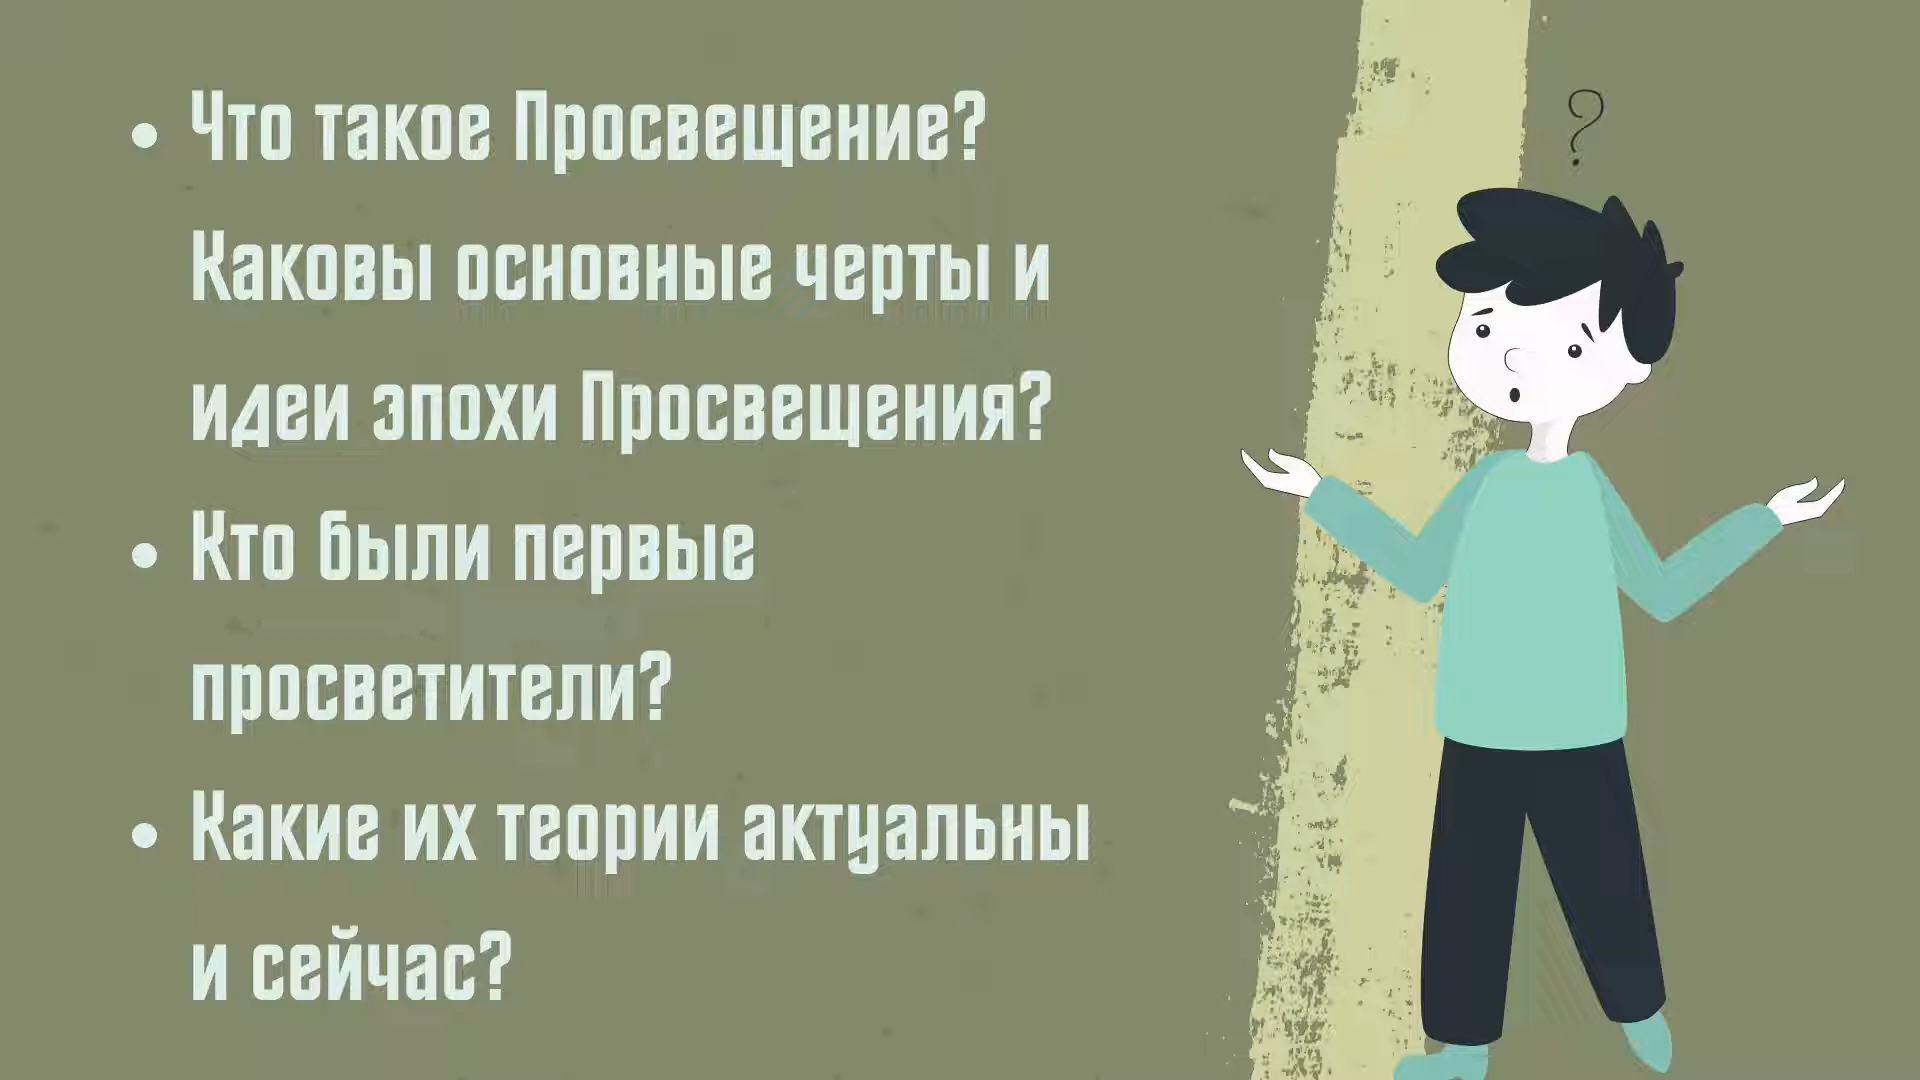 • Что такое Просвещение?
Каковы основные черты и
идеи эпохи Просвещения?
• Кто были первые
просветители?
• Какие их теории актуальны
и сейчас?
?